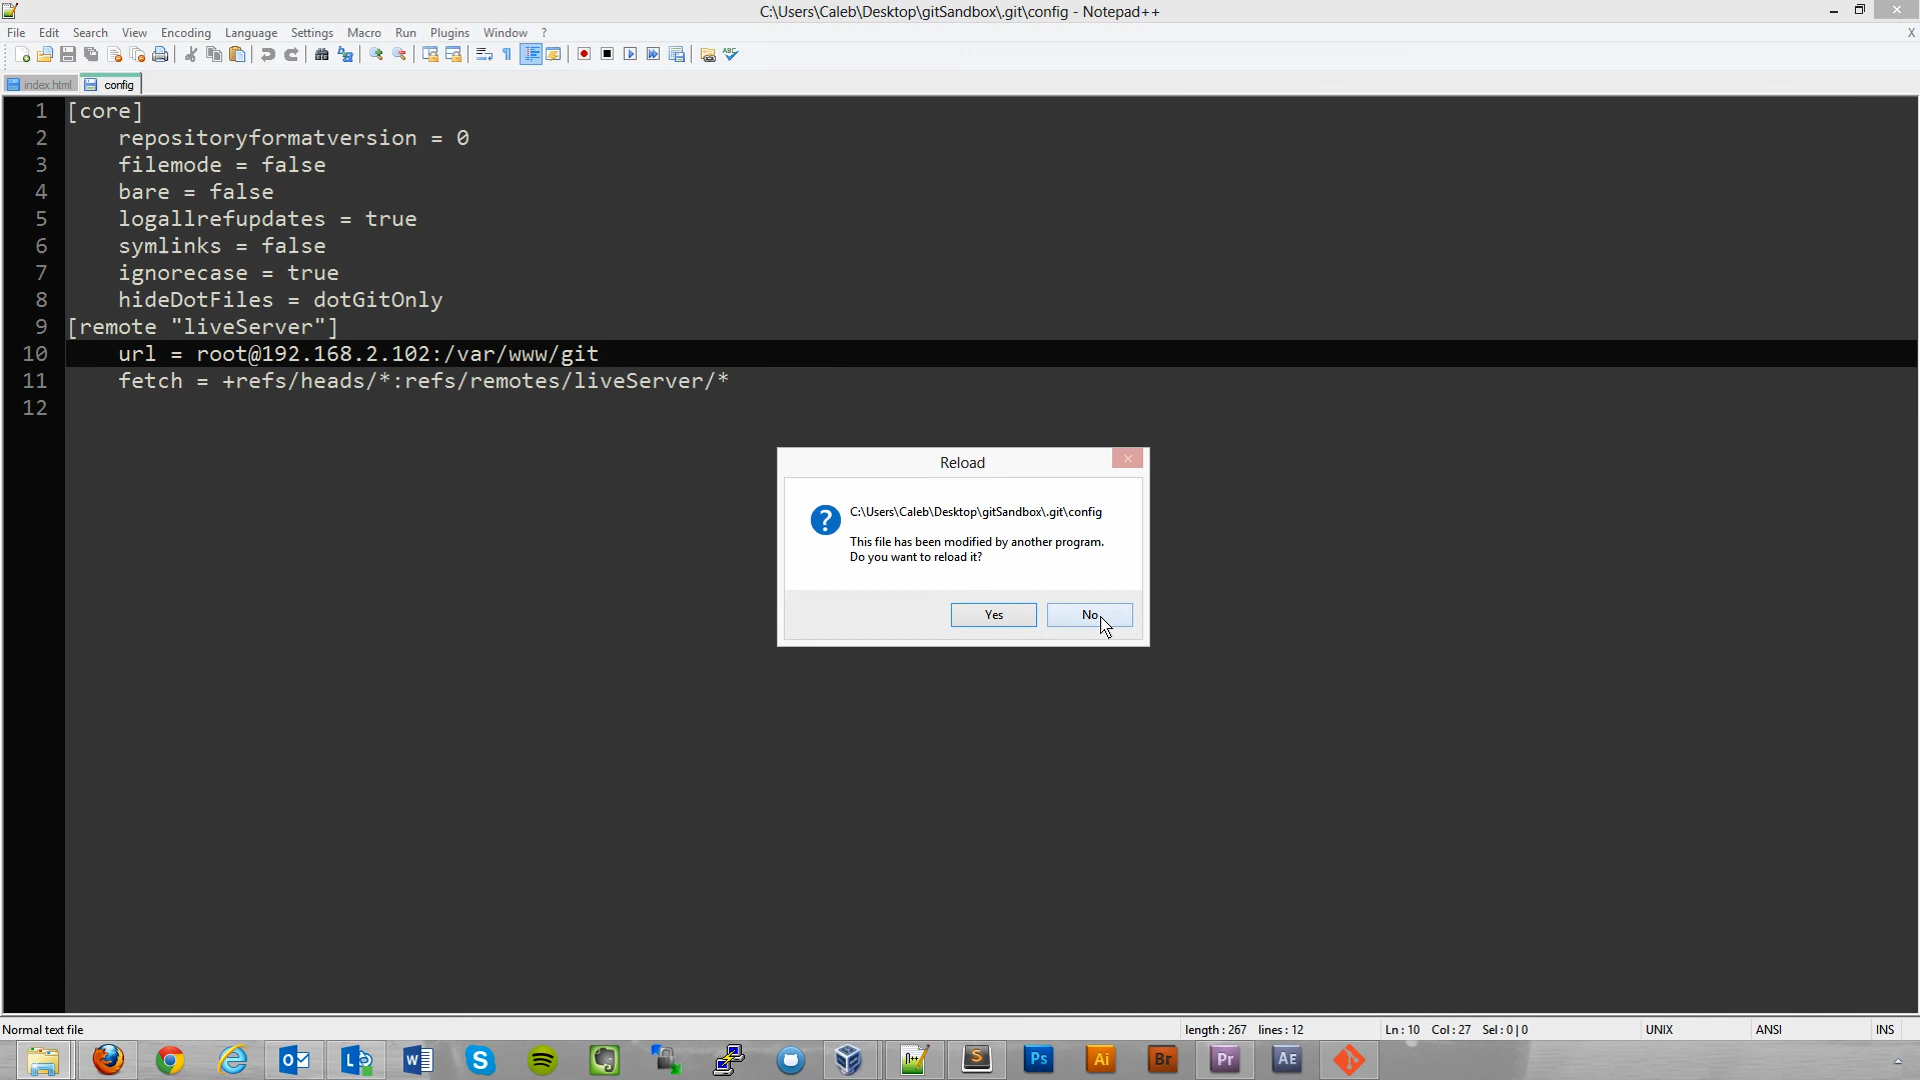 C:\Users\Caleb\Desktop\gitSandbox\.git\config - Notepad++
File Edit Search View Encoding Language Settings Macro Run Plugins Window ? X
index.html config
1 [core]
2 repositoryformatversion = 0
3 filemode = false
4 bare = false
5 logallrefupdates = true
6 symlinks = false
7 ignorecase = true
8 hideDotFiles = dotGitOnly
9 [remote "liveServer"]
10 url = root@192.168.2.102:/var/www/git
11 fetch = +refs/heads/*:refs/remotes/liveServer/*
12
Reload
C:\Users\Caleb\Desktop\gitSandbox\.git\config
This file has been modified by another program.
Do you want to reload it?
Yes No
Normal text file length : 267 lines : 12 Ln : 10 Col : 27 Sel : 0 | 0 UNIX ANSI INS
Ps Ai Br Pr AE